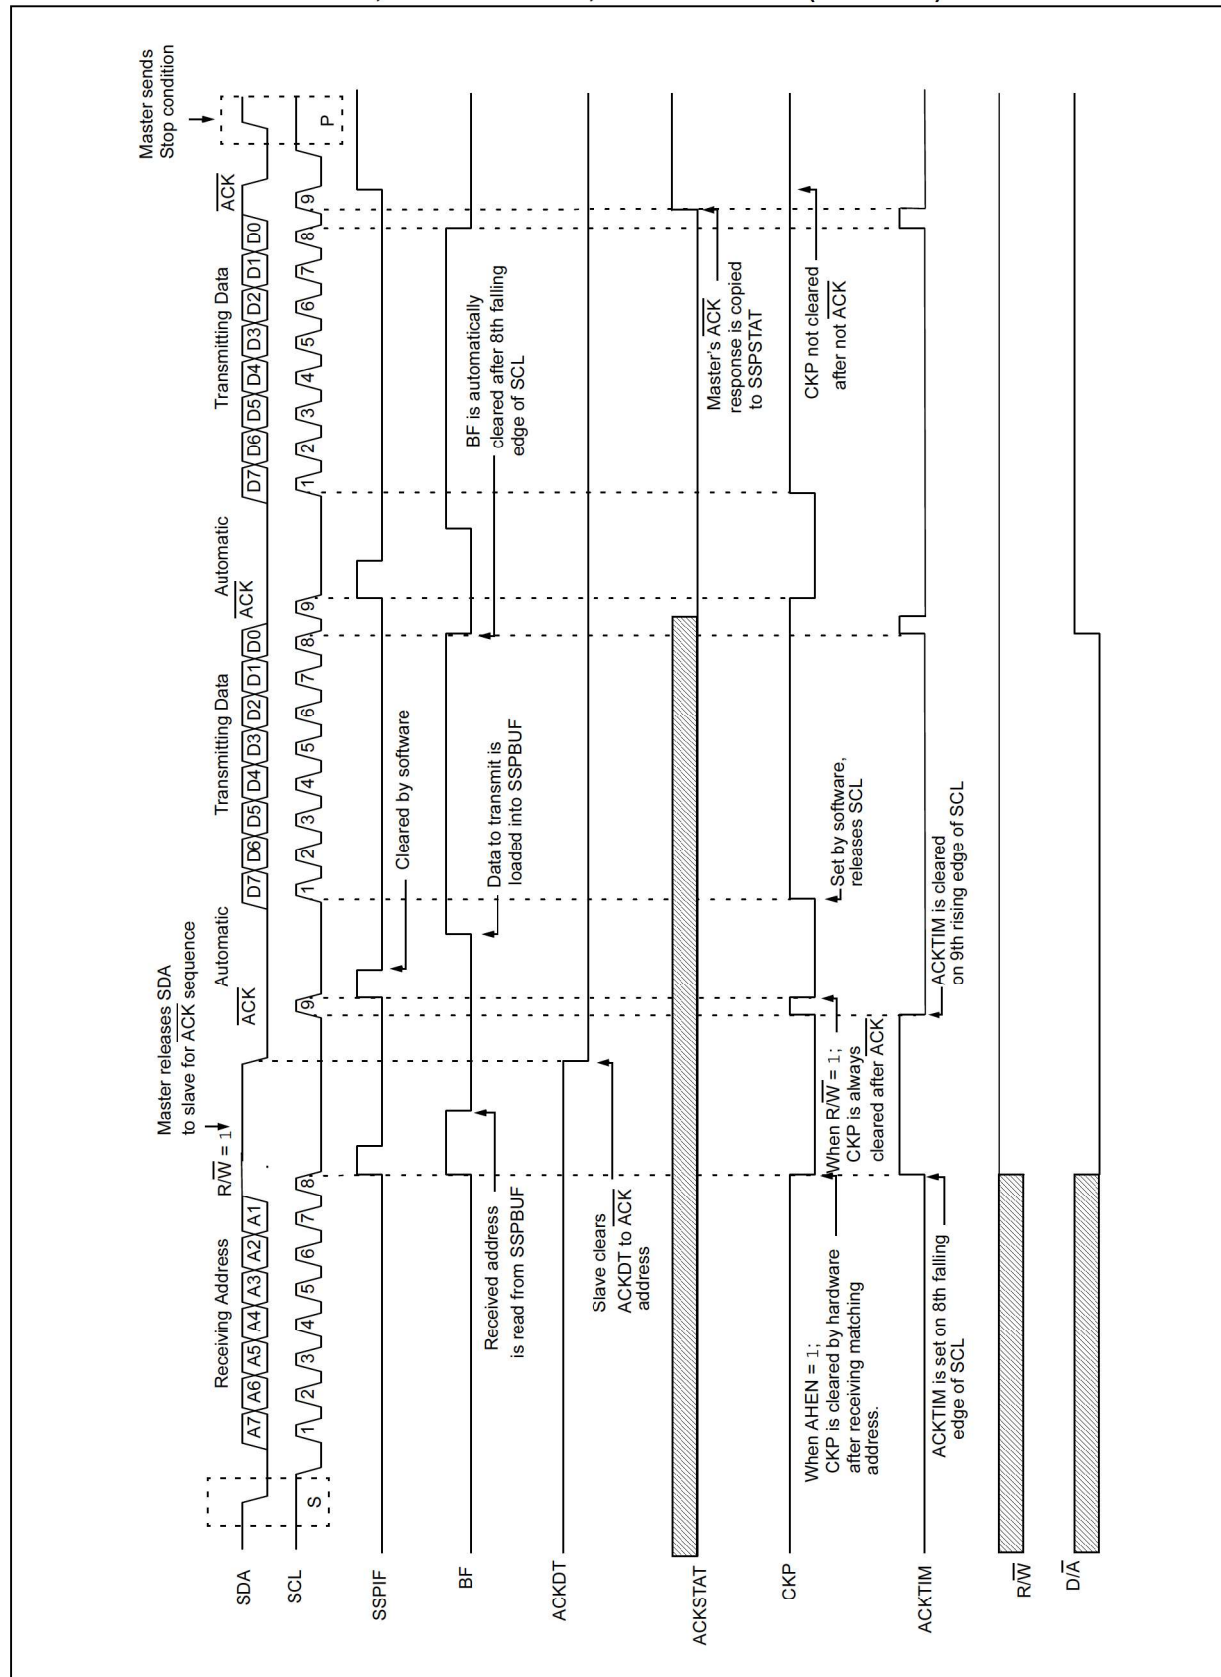 Master releases SDA
to slave for ACK sequence
Master sends
Stop condition
Receiving Address
R/W = 1
ACK
Automatic
Transmitting Data
ACK
Automatic
Transmitting Data
ACK
SDA
A7 A6 A5 A4 A3 A2 A1
D7 D6 D5 D4 D3 D2 D1 D0
D7 D6 D5 D4 D3 D2 D1 D0
SCL
S
1 2 3 4 5 6 7 8 9
1 2 3 4 5 6 7 8 9
1 2 3 4 5 6 7 8 9
P
SSPIF
Cleared by software
BF
Received address
is read from SSPBUF
Data to transmit is
loaded into SSPBUF
BF is automatically
cleared after 8th falling
edge of SCL
ACKDT
Slave clears
ACKDT to ACK
address
ACKSTAT
Master's ACK
response is copied
to SSPSTAT
CKP
When AHEN = 1;
CKP is cleared by hardware
after receiving matching
address.
When R/W = 1;
CKP is always
cleared after ACK
Set by software,
releases SCL
CKP not cleared
after not ACK
ACKTIM
ACKTIM is set on 8th falling
edge of SCL
ACKTIM is cleared
on 9th rising edge of SCL
R/W
D/A